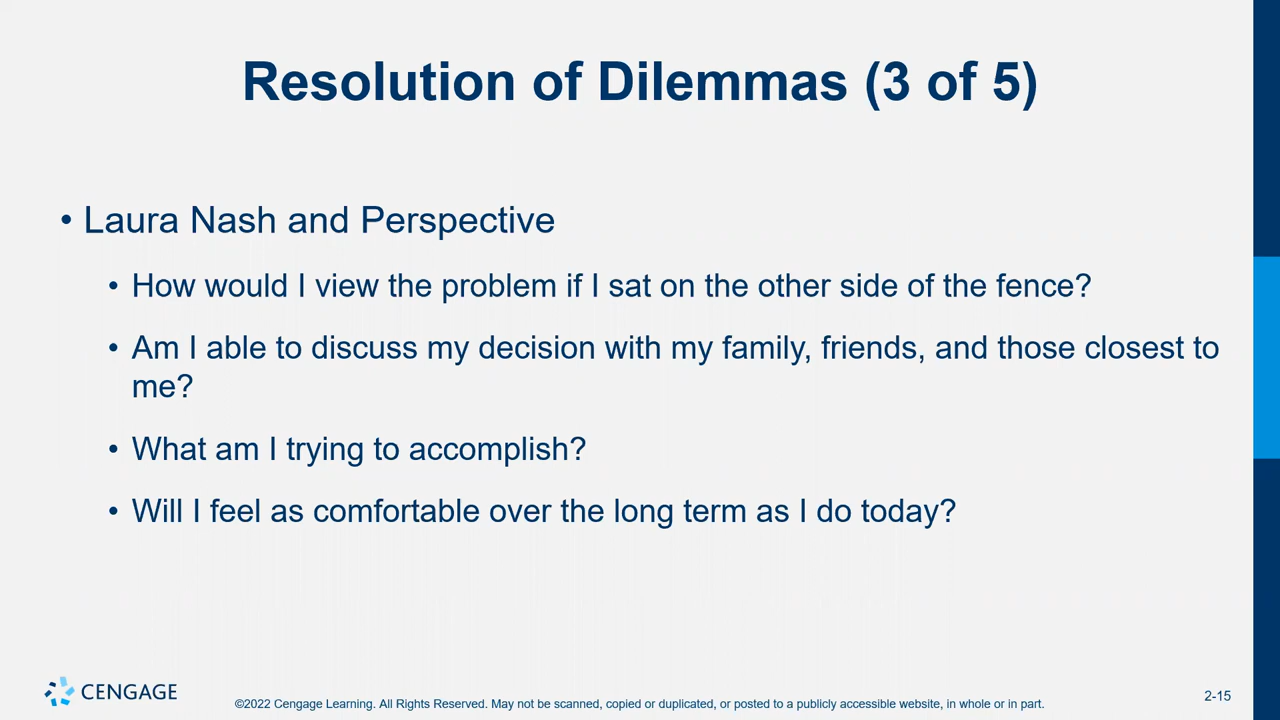 Resolution of Dilemmas (3 of 5)
• Laura Nash and Perspective
• How would I view the problem if I sat on the other side of the fence?
• Am I able to discuss my decision with my family, friends, and those closest to
me?
• What am I trying to accomplish?
• Will I feel as comfortable over the long term as I do today?
CENGAGE
©2022 Cengage Learning. All Rights Reserved. May not be scanned, copied or duplicated, or posted to a publicly accessible website, in whole or in part.
2-15